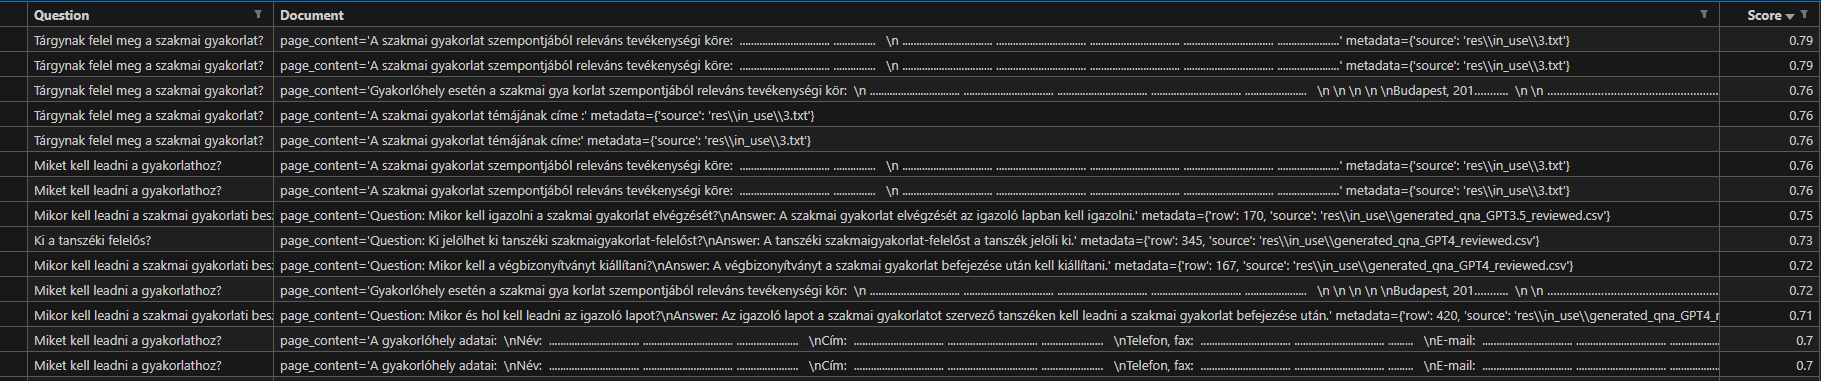 Question Document Score
Tárgynak felel meg a szakmai gyakorlat? page_content='A szakmai gyakorlat szempontjából releváns tevékenységi köre: ................................ ............... \n ................................ ................................ ................................ ................................ ......................' metadata={'source': 'res\\in_use\\3.txt'} 0.79
Tárgynak felel meg a szakmai gyakorlat? page_content='A szakmai gyakorlat szempontjából releváns tevékenységi köre: ................................ ............... \n ................................ ................................ ................................ ................................ ......................' metadata={'source': 'res\\in_use\\3.txt'} 0.79
Tárgynak felel meg a szakmai gyakorlat? page_content='Gyakorlóhely esetén a szakmai gya korlat szempontjából releváns tevékenységi kör: \n ................................ ................................ ................................ ................................ ....................... \n \n \n \n \nBudapest, 201............ \n \n ................................................ 0.76
Tárgynak felel meg a szakmai gyakorlat? page_content='A szakmai gyakorlat témájának címe :' metadata={'source': 'res\\in_use\\3.txt'} 0.76
Tárgynak felel meg a szakmai gyakorlat? page_content='A szakmai gyakorlat témájának címe:' metadata={'source': 'res\\in_use\\3.txt'} 0.76
Miket kell leadni a gyakorlathoz? page_content='A szakmai gyakorlat szempontjából releváns tevékenységi köre: ................................ ............... \n ................................ ................................ ................................ ................................ ......................' metadata={'source': 'res\\in_use\\3.txt'} 0.76
Miket kell leadni a gyakorlathoz? page_content='A szakmai gyakorlat szempontjából releváns tevékenységi köre: ................................ ............... \n ................................ ................................ ................................ ................................ ......................' metadata={'source': 'res\\in_use\\3.txt'} 0.76
Mikor kell leadni a szakmai gyakorlati bes page_content='Question: Mikor kell igazolni a szakmai gyakorlat elvégzését?\nAnswer: A szakmai gyakorlat elvégzését az igazoló lapban kell igazolni.' metadata={'row': 170, 'source': 'res\\in_use\\generated_qna_GPT3.5_reviewed.csv'} 0.75
Ki a tanszéki felelős? page_content='Question: Ki jelölhet ki tanszéki szakmaigyakorlat-felelőst?\nAnswer: A tanszéki szakmaigyakorlat-felelőst a tanszék jelöli ki.' metadata={'row': 345, 'source': 'res\\in_use\\generated_qna_GPT4_reviewed.csv'} 0.73
Mikor kell leadni a szakmai gyakorlati bes page_content='Question: Mikor kell a végbizonyítványt kiállítani?\nAnswer: A végbizonyítványt a szakmai gyakorlat befejezése után kell kiállítani.' metadata={'row': 167, 'source': 'res\\in_use\\generated_qna_GPT4_reviewed.csv'} 0.72
Miket kell leadni a gyakorlathoz? page_content='Gyakorlóhely esetén a szakmai gya korlat szempontjából releváns tevékenységi kör: \n ................................ ................................ ................................ ................................ ....................... \n \n \n \n \nBudapest, 201............ \n \n ................................................ 0.72
Mikor kell leadni a szakmai gyakorlati bes page_content='Question: Mikor és hol kell leadni az igazoló lapot?\nAnswer: Az igazoló lapot a szakmai gyakorlatot szervező tanszéken kell leadni a szakmai gyakorlat befejezése után.' metadata={'row': 420, 'source': 'res\\in_use\\generated_qna_GPT4_r 0.71
Miket kell leadni a gyakorlathoz? page_content='A gyakorlóhely adatai: \nNév: ................................ ................................ ....................... \nCím: ................................ ................................ ...................... \nTelefon, fax: ................................ ................................ ......... \nE-mail: ................................ ................................ .................. 0.7
Miket kell leadni a gyakorlathoz? page_content='A gyakorlóhely adatai: \nNév: ................................ ................................ ....................... \nCím: ................................ ................................ ...................... \nTelefon, fax: ................................ ................................ ......... \nE-mail: ................................ ................................ .................. 0.7